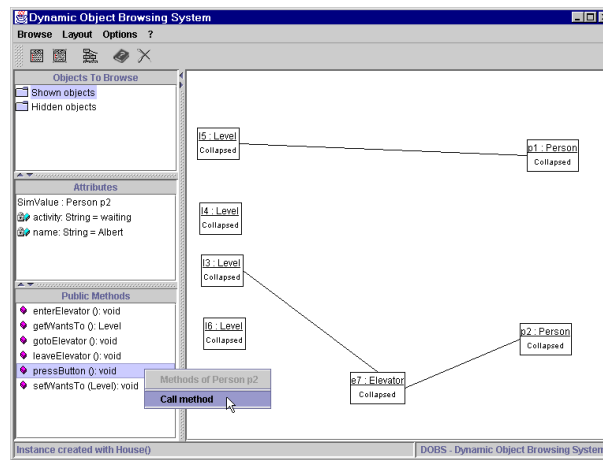 Dynamic Object Browsing System
Browse Layout Options ?
Objects To Browse
Shown objects
Hidden objects
Attributes
SimValue : Person p2
activity: String = waiting
name: String = Albert
Public Methods
enterElevator (): void
getWantsTo (): Level
gotoElevator (): void
leaveElevator (): void
pressButton (): void
setWantsTo (Level): void
Methods of Person p2
Call method
l5 : Level
Collapsed
p1 : Person
Collapsed
l4 : Level
Collapsed
l3 : Level
Collapsed
l6 : Level
Collapsed
p2 : Person
Collapsed
e7 : Elevator
Collapsed
Instance created with House()
DOBS - Dynamic Object Browsing System